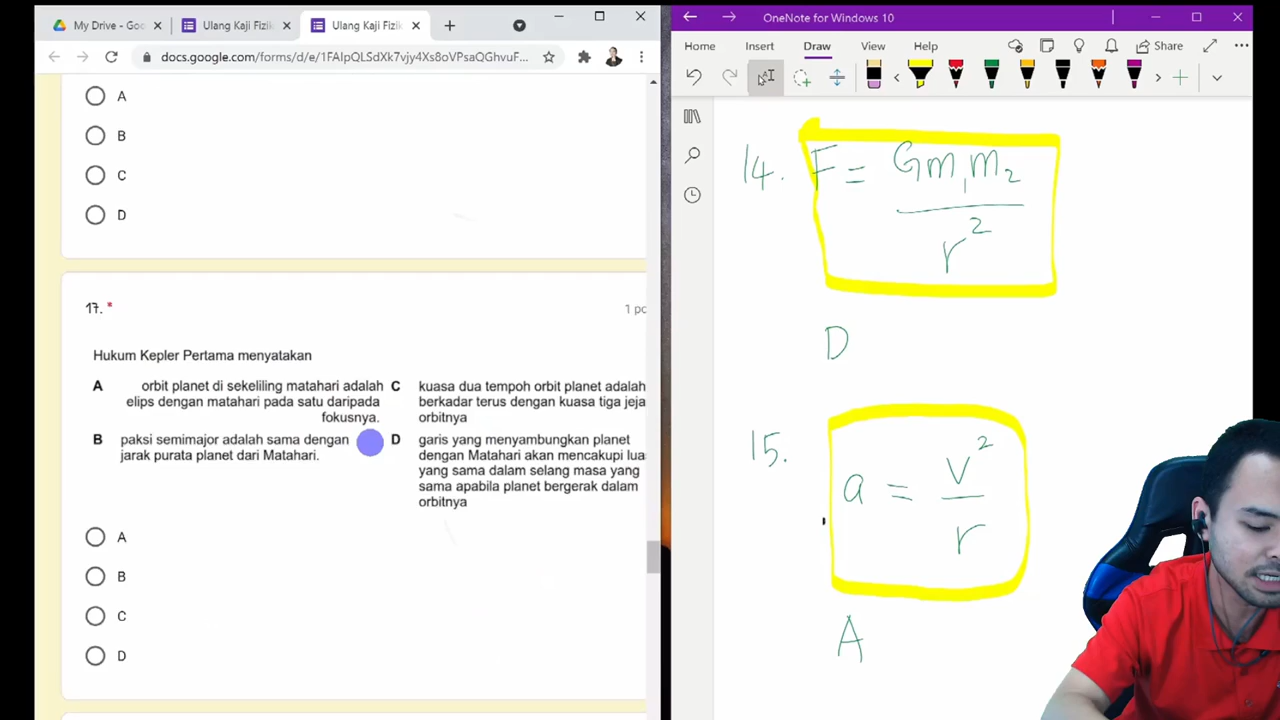 My Drive - Goo
Ulang Kaji Fizik
Ulang Kaji Fizik
docs.google.com/forms/d/e/1FAIpQLSdXk7vjy4Xs8oVPsaQGhvuF...
A
B
C
D
17. *
1 po
Hukum Kepler Pertama menyatakan
A orbit planet di sekeliling matahari adalah
elips dengan matahari pada satu daripada
fokusnya.
B paksi semimajor adalah sama dengan
jarak purata planet dari Matahari.
C kuasa dua tempoh orbit planet adalah
berkadar terus dengan kuasa tiga jeja
orbitnya
D garis yang menyambungkan planet
dengan Matahari akan mencakupi lua
yang sama dalam selang masa yang
sama apabila planet bergerak dalam
orbitnya
A
B
C
D
OneNote for Windows 10
Home Insert Draw View Help Share
14. F = Gm₁m₂
r²
D
15. a = v²
r
A